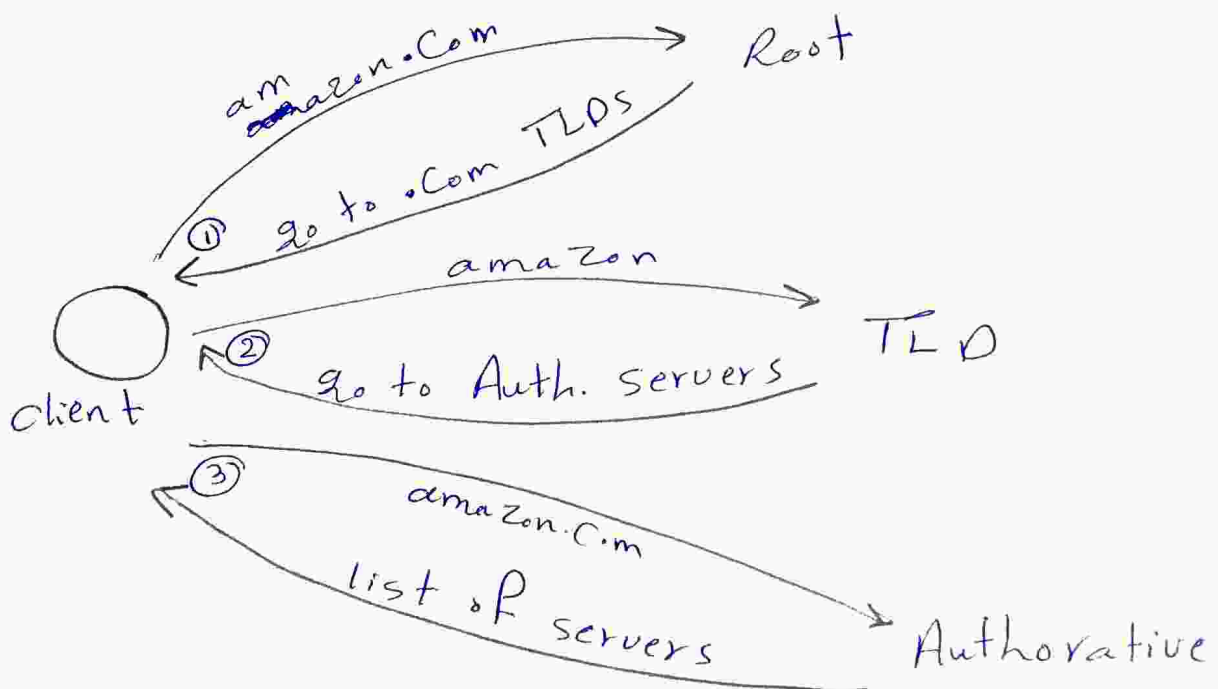 amazon.Com
Root
go to .Com TLDs
①
amazon
TLD
②
go to Auth. servers
client
③
amazon.Com
list of servers
Authorative